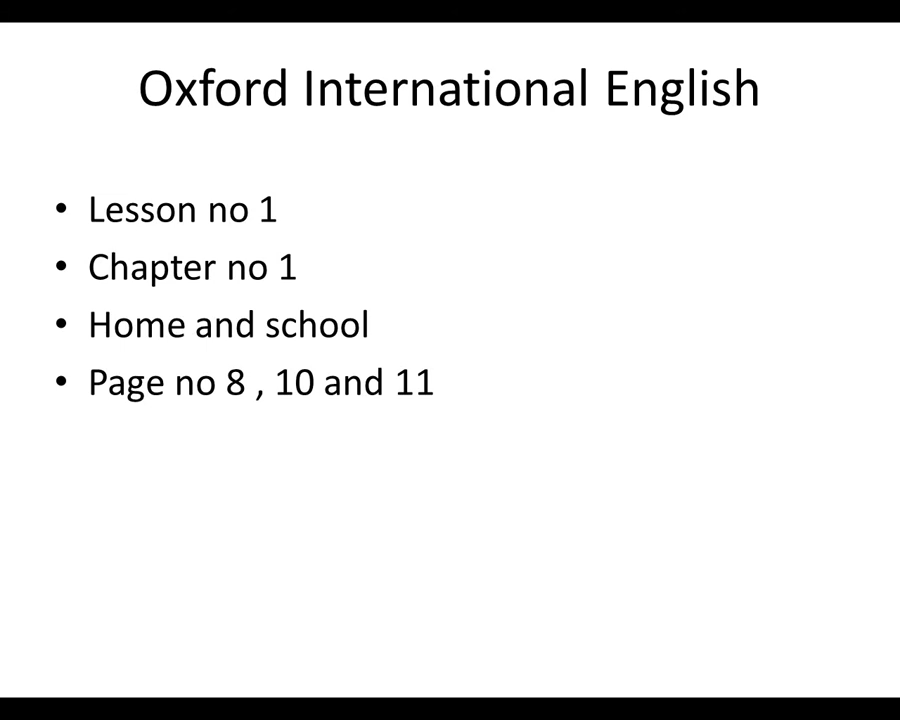 Oxford International English
• Lesson no 1
• Chapter no 1
• Home and school
• Page no 8 , 10 and 11